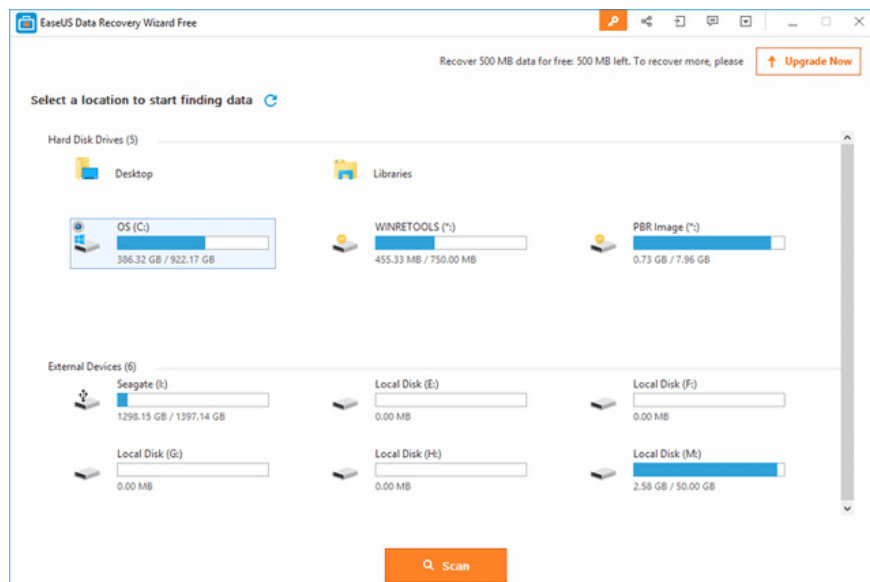 EaseUS Data Recovery Wizard Free
Recover 500 MB data for free: 500 MB left. To recover more, please
Upgrade Now
Select a location to start finding data
Hard Disk Drives (5)
Desktop
Libraries
OS (C:)
386.32 GB / 922.17 GB
WINRETOOLS (*:)
455.33 MB / 750.00 MB
PBR Image (*:)
0.73 GB / 7.96 GB
External Devices (6)
Seagate (I:)
1298.15 GB / 1397.14 GB
Local Disk (E:)
0.00 MB
Local Disk (F:)
0.00 MB
Local Disk (G:)
0.00 MB
Local Disk (H:)
0.00 MB
Local Disk (M:)
2.58 GB / 50.00 GB
Scan